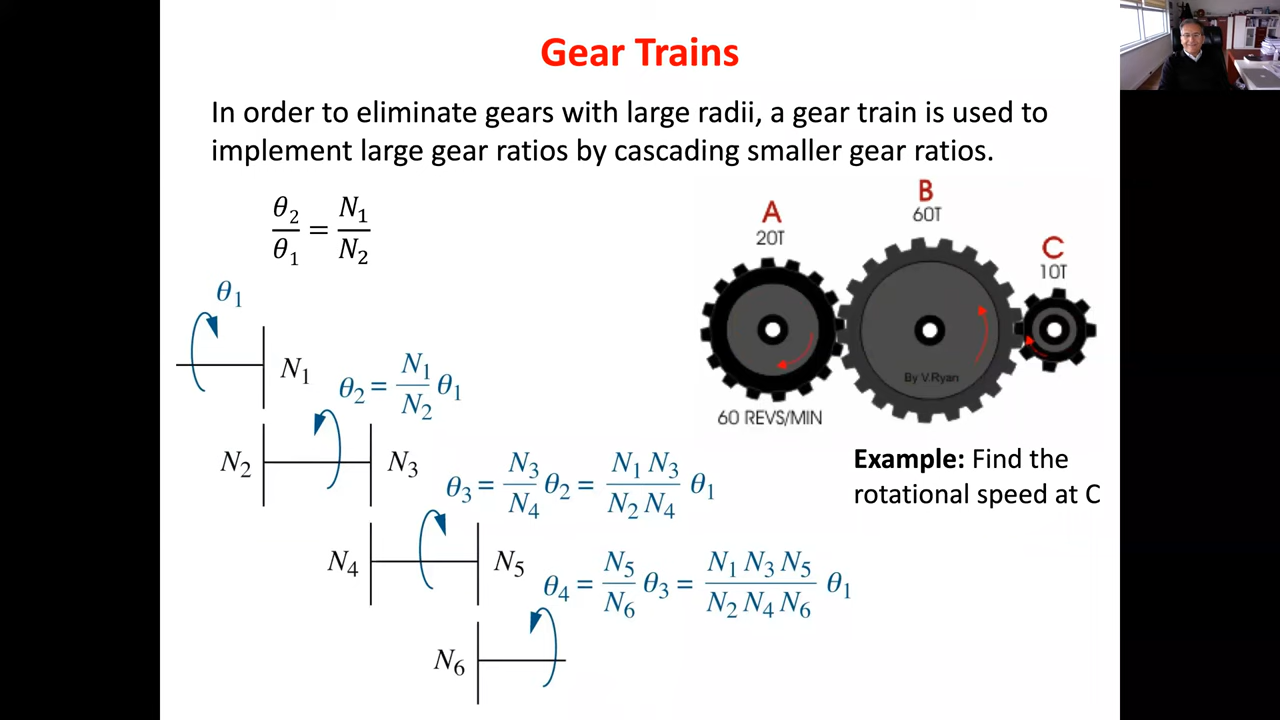 Gear Trains
In order to eliminate gears with large radii, a gear train is used to
implement large gear ratios by cascading smaller gear ratios.
θ₂/θ₁ = N₁/N₂
θ₁
N₁
θ₂ = N₁/N₂ θ₁
N₂
N₃
θ₃ = N₃/N₄ θ₂ = N₁ N₃/N₂ N₄ θ₁
N₄
N₅
θ₄ = N₅/N₆ θ₃ = N₁ N₃ N₅/N₂ N₄ N₆ θ₁
N₆
A
20T
B
60T
C
10T
By V.Ryan
60 REVS/MIN
Example: Find the
rotational speed at C